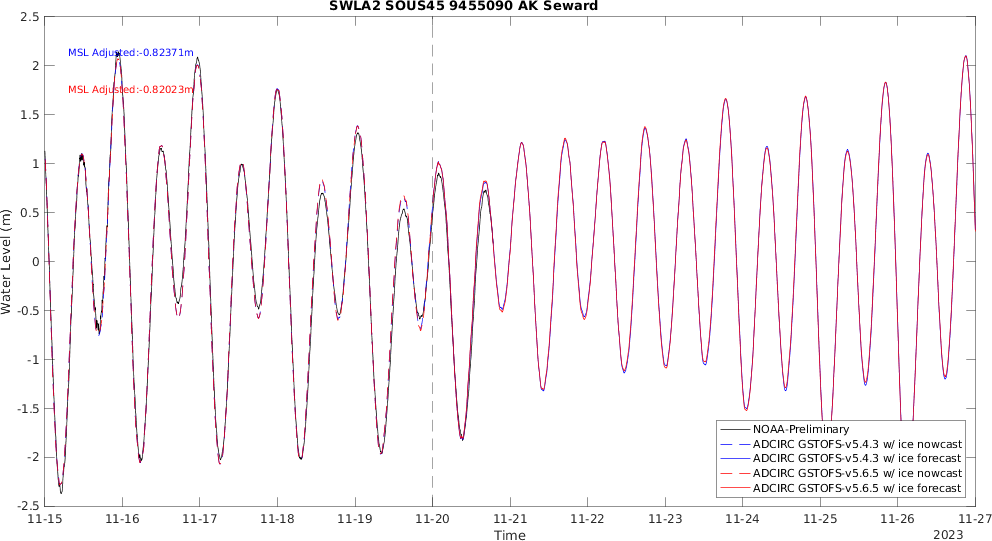 SWLA2 SOUS45 9455090 AK Seward
MSL Adjusted:-0.82371m
MSL Adjusted:-0.82023m
Water Level (m)
2.5
2
1.5
1
0.5
0
-0.5
-1
-1.5
-2
-2.5
NOAA-Preliminary
ADCIRC GSTOFS-v5.4.3 w/ ice nowcast
ADCIRC GSTOFS-v5.4.3 w/ ice forecast
ADCIRC GSTOFS-v5.6.5 w/ ice nowcast
ADCIRC GSTOFS-v5.6.5 w/ ice forecast
11-15 11-16 11-17 11-18 11-19 11-20 11-21 11-22 11-23 11-24 11-25 11-26 11-27
Time
2023